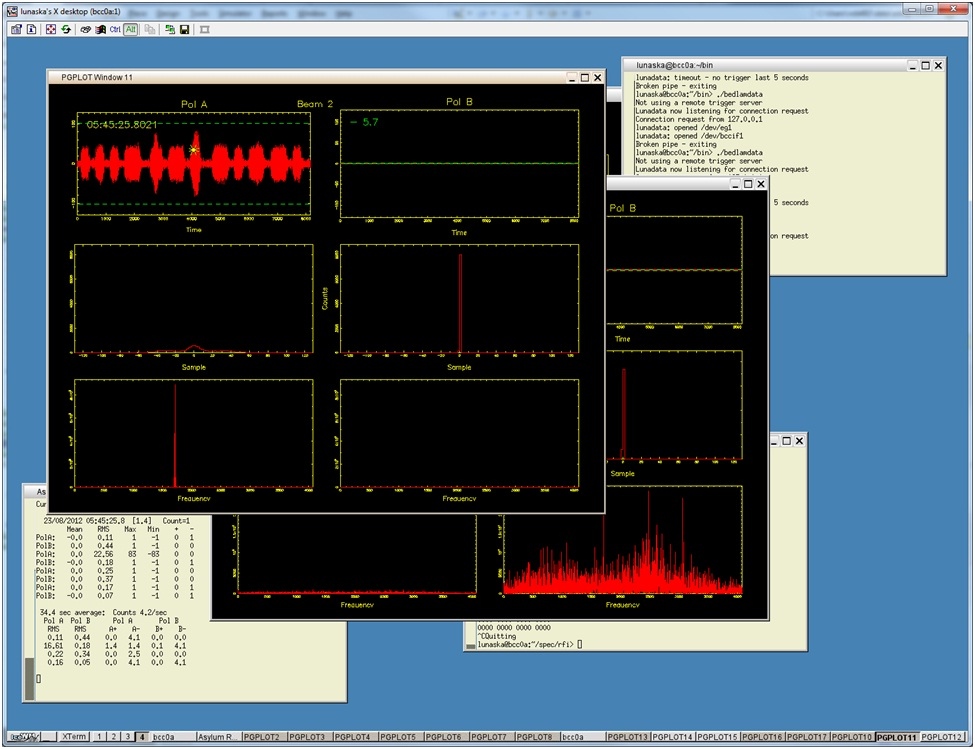 lunaska's X desktop (bcc0a:1)
Ctrl Alt
PGPLOT Window 11
Pol A Beam 2 Pol B
05:45:25.8021
5.7
Time
Time
Counts
Sample
Sample
Frequency
Frequency
lunaska@bcc0a:~/bin
lunadata: timeout - no trigger last 5 seconds
Broken pipe - exiting
lunaska@bcc0a:~/bin> ./bedlamdata
Not using a remote trigger server
Lunadata now listening for connection request
Connection request from 127.0.0.1
lunadata: opened /dev/eg1
lunadata: opened /dev/bccif1
Broken pipe - exiting
lunaska@bcc0a:~/bin> ./bedlamdata
Not using a remote trigger server
Lunadata now listening for connection request
5 seconds
on request
Pol B
Time
Sample
Frequency
Frequency
As
Cur
23/08/2012 05:45:25.8 [1.4] Count=1
Mean RMS Max Min + -
PolA: -0.0 0.11 1 -1 0 1
PolB: 0.0 0.44 1 -1 0 0
PolA: 0.0 22.56 83 -83 0 0
PolB: -0.0 0.18 1 -1 0 1
PolA: 0.0 0.25 1 -1 0 0
PolB: 0.0 0.37 1 -1 0 0
PolA: 0.0 0.17 1 -1 0 1
PolB: -0.0 0.07 1 -1 0 1
34.4 sec average: Counts 4.2/sec
Pol A Pol B Pol A Pol B
RMS RMS A+ A- B+ B-
0.11 0.44 0.0 4.1 0.0 0.0
16.61 0.18 1.4 1.4 0.1 4.1
0.22 0.34 0.0 2.5 0.0 0.0
0.16 0.05 0.0 4.1 0.0 4.1
0000 0000 0000 0000
^CQuitting
lunaska@bcc0a:~/spec/rfi>
XTerm 1 2 3 4 bcc0a Asylum R... PGPLOT2 PGPLOT3 PGPLOT4 PGPLOT5 PGPLOT6 PGPLOT7 PGPLOT8 bcc0a PGPLOT13 PGPLOT14 PGPLOT15 PGPLOT16 PGPLOT17 PGPLOT10 PGPLOT11 PGPLOT12